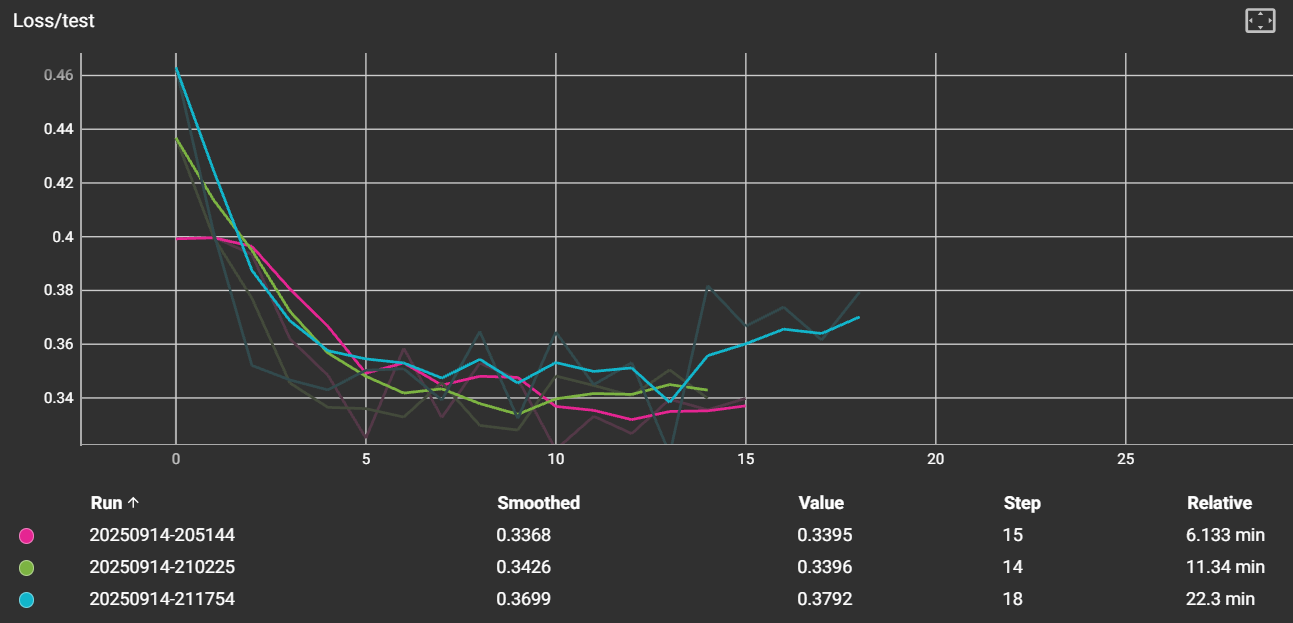 Loss/test
0.46
0.44
0.42
0.4
0.38
0.36
0.34
0 5 10 15 20 25
Run ↑ Smoothed Value Step Relative
20250914-205144 0.3368 0.3395 15 6.133 min
20250914-210225 0.3426 0.3396 14 11.34 min
20250914-211754 0.3699 0.3792 18 22.3 min